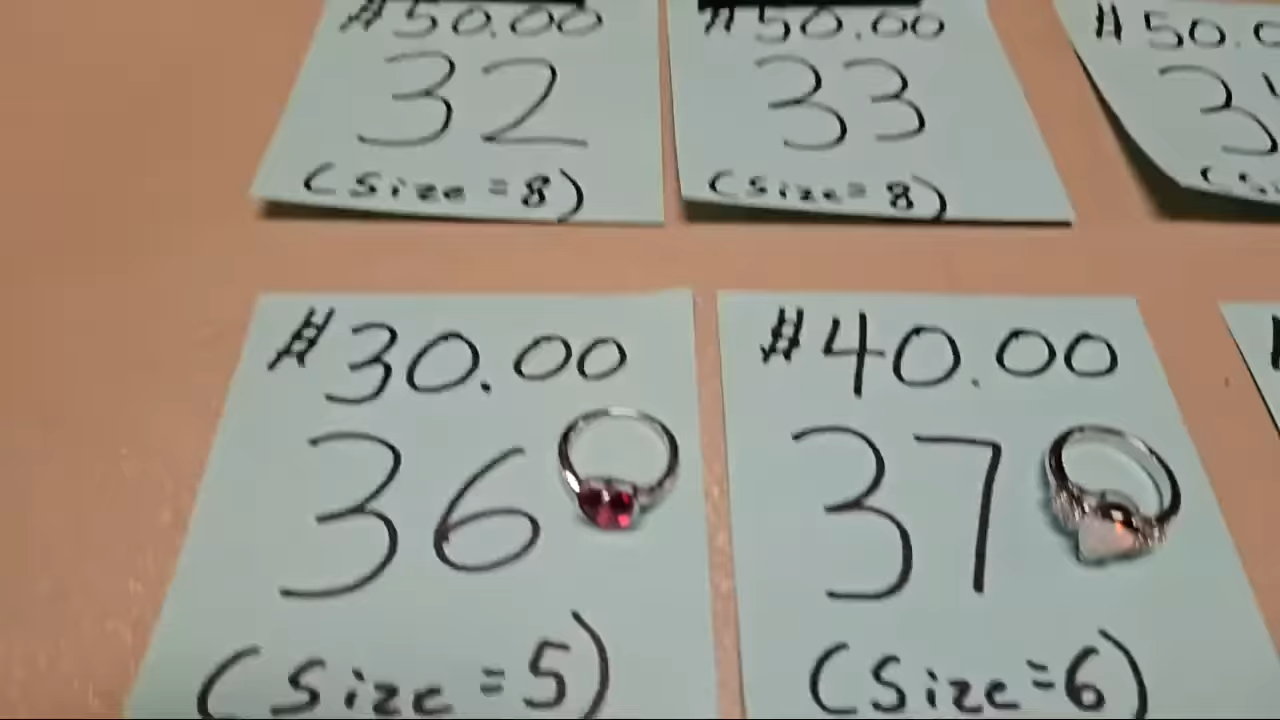 $50.00
32
(Size=8)
$50.00
33
(Size=8)
$50.0
$30.00
36
(Size=5)
$40.00
37
(Size=6)